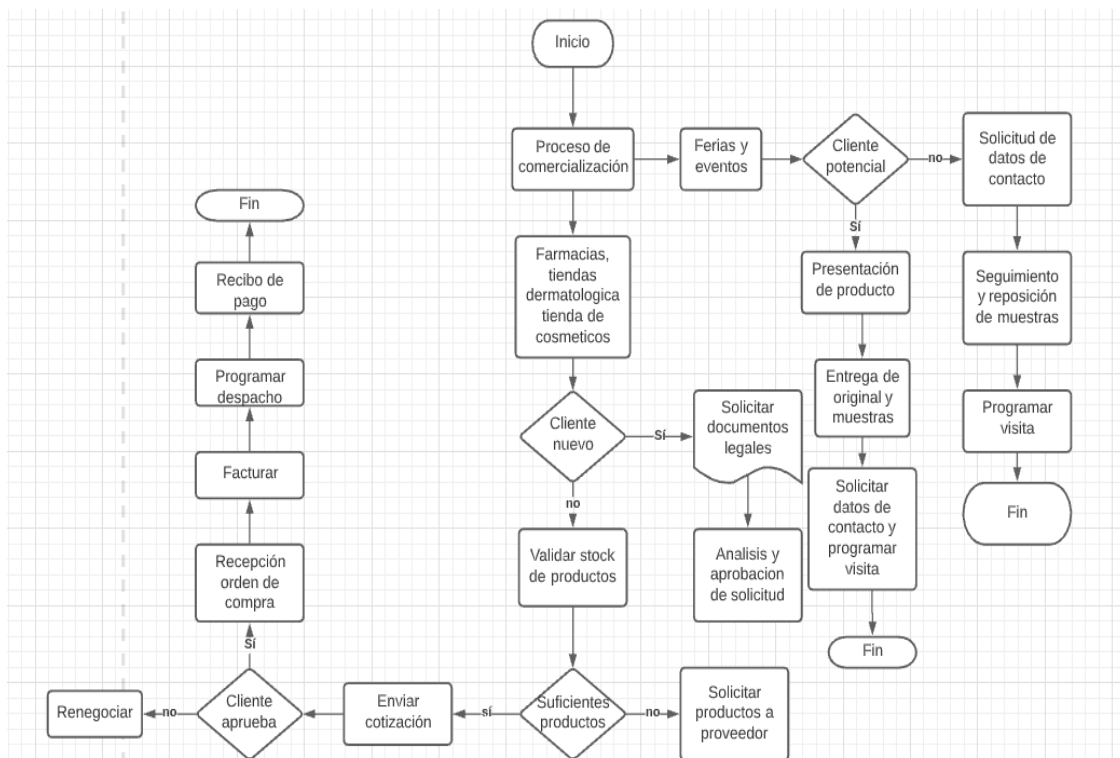 Inicio
Proceso de
comercialización
Ferias y
eventos
Cliente
potencial
no
Solicitud de
datos de
contacto
Sí
Presentación
de producto
Seguimiento
y reposición
de muestras
Entrega de
original y
muestras
Programar
visita
Solicitar
datos de
contacto y
programar
visita
Fin
Fin
Farmacias,
tiendas
dermatologica
tienda de
cosmeticos
Cliente
nuevo
Sí
Solicitar
documentos
legales
Analisis y
aprobacion
de solicitud
no
Validar stock
de productos
Suficientes
productos
no
Solicitar
productos a
proveedor
sí
Enviar
cotización
Cliente
aprueba
no
Renegociar
Sí
Recepción
orden de
compra
Facturar
Programar
despacho
Recibo de
pago
Fin